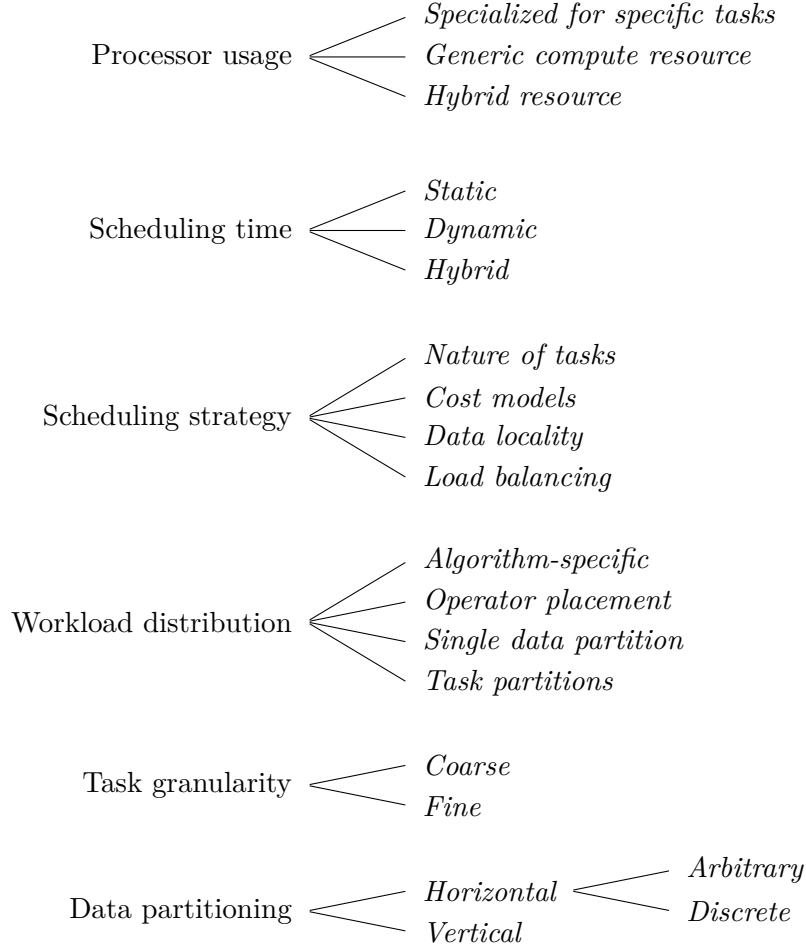 Processor usage
Specialized for specific tasks
Generic compute resource
Hybrid resource
Scheduling time
Static
Dynamic
Hybrid
Scheduling strategy
Nature of tasks
Cost models
Data locality
Load balancing
Workload distribution
Algorithm-specific
Operator placement
Single data partition
Task partitions
Task granularity
Coarse
Fine
Data partitioning
Horizontal
Arbitrary
Discrete
Vertical